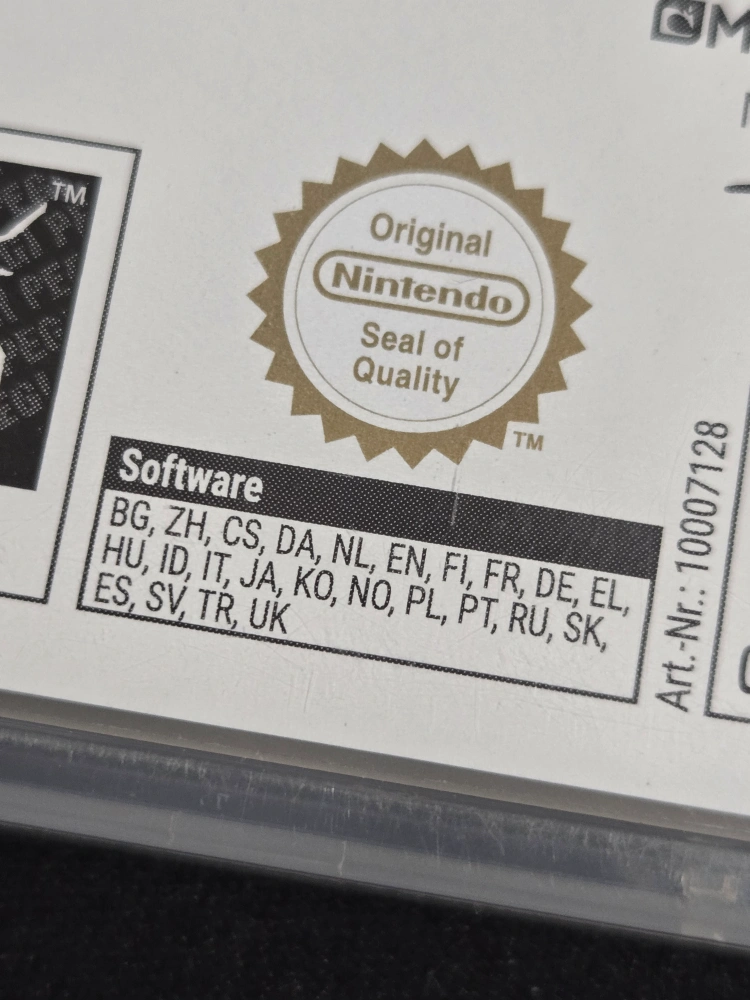 TM
Original
Nintendo
Seal of
Quality
TM
Software
BG, ZH, CS, DA, NL, EN, FI, FR, DE, EL,
HU, ID, IT, JA, KO, NO, PL, PT, RU, SK,
ES, SV, TR, UK
Art.-Nr.: 10007128